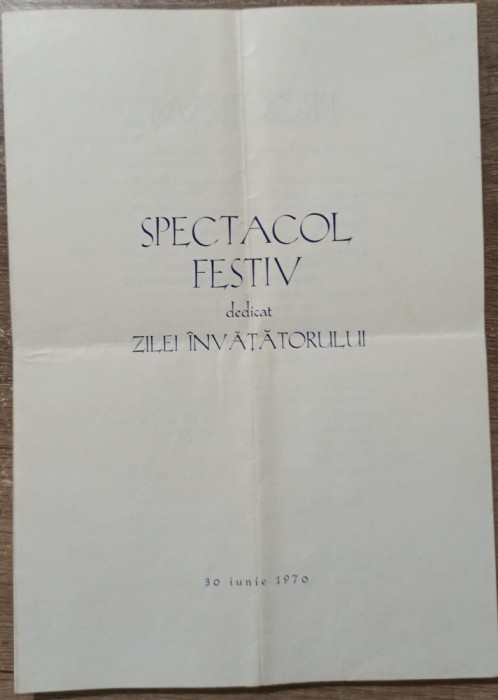 SPECTACOL
FESTIV
dedicat
ZILEI ÎNVĂȚĂTORULUI
30 iunie 1970